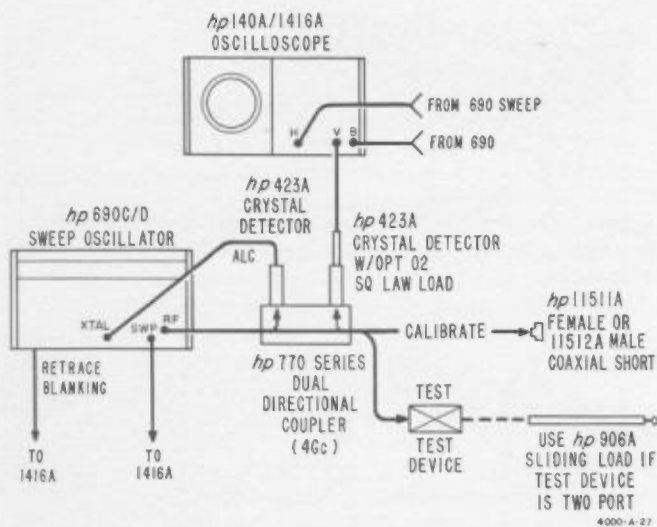 hp 140A/1416A
OSCILLOSCOPE
FROM 690 SWEEP
H
V
B
FROM 690
hp 423A
CRYSTAL
DETECTOR
hp 423A
CRYSTAL DETECTOR
W/OPT 02
SQ LAW LOAD
hp 690C/D
SWEEP OSCILLATOR
ALC
XTAL
SWP
RF
CALIBRATE
hp 11511A
FEMALE OR
11512A MALE
COAXIAL SHORT
RETRACE
BLANKING
hp 770 SERIES
DUAL
DIRECTIONAL
COUPLER
(4Gc)
TEST
TEST
DEVICE
TO
1416A
TO
1416A
USE hp 906A
SLIDING LOAD IF
TEST DEVICE
IS TWO PORT
4000-A-27